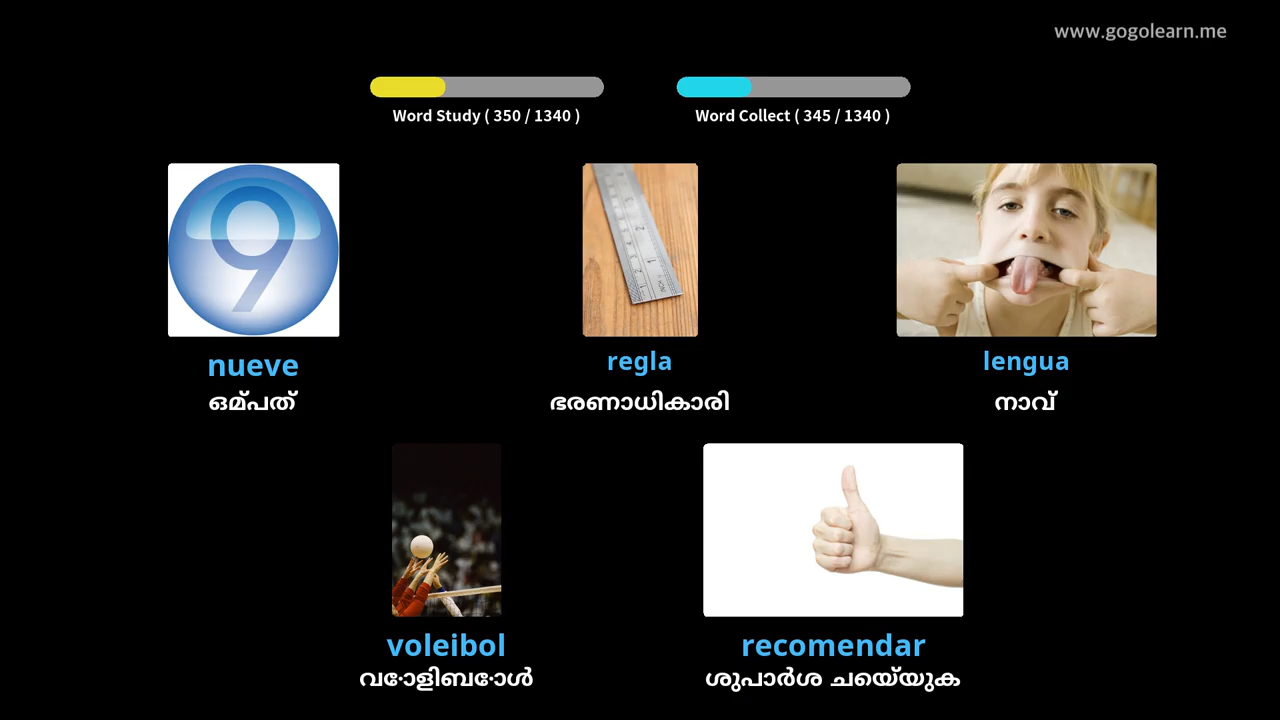 www.gogolearn.me
Word Study ( 350 / 1340 )
Word Collect ( 345 / 1340 )
9
nueve
ഒമ്പത്
regla
ഭരണാധികാരി
lengua
നാവ്
voleibol
വോളിബോൾ
recomendar
ശുപാർശ ചെയ്യുക